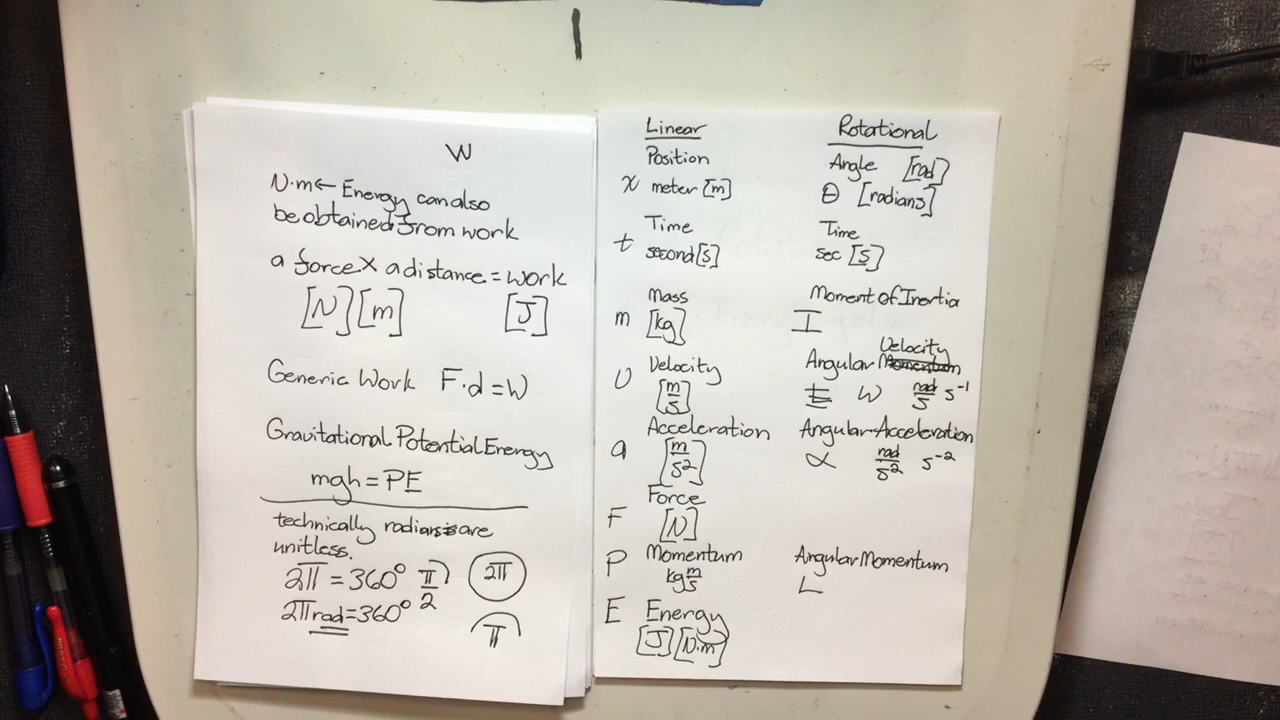 W
N·m← Energy can also
be obtained from work
a force × a distance = work
[N] [m] [J]
Generic Work F·d=W
Gravitational Potential Energy
mgh = PE
technically radians are
unitless.
2π = 360° π/2 2π
2π rad = 360° π
Linear
Position
x meter [m]
Time
t second [s]
Mass
m [kg]
Velocity
v [m/s]
Acceleration
a [m/s²]
Force
F [N]
P Momentum
kg m/s
E Energy
[J] [N·m]
Rotational
Angle [rad]
θ [radians]
Time
sec [s]
Moment of Inertia
I
Velocity
Angular Momentum
ω rad/s s⁻¹
Angular Acceleration
α rad/s² s⁻²
Angular Momentum
L